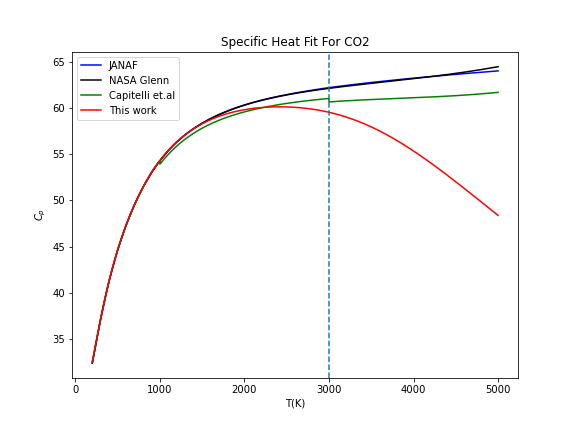 Specific Heat Fit For CO2
65
60
55
50
45
40
35
Cₚ
JANAF
NASA Glenn
Capitelli et.al
This work
0
1000
2000
3000
4000
5000
T(K)